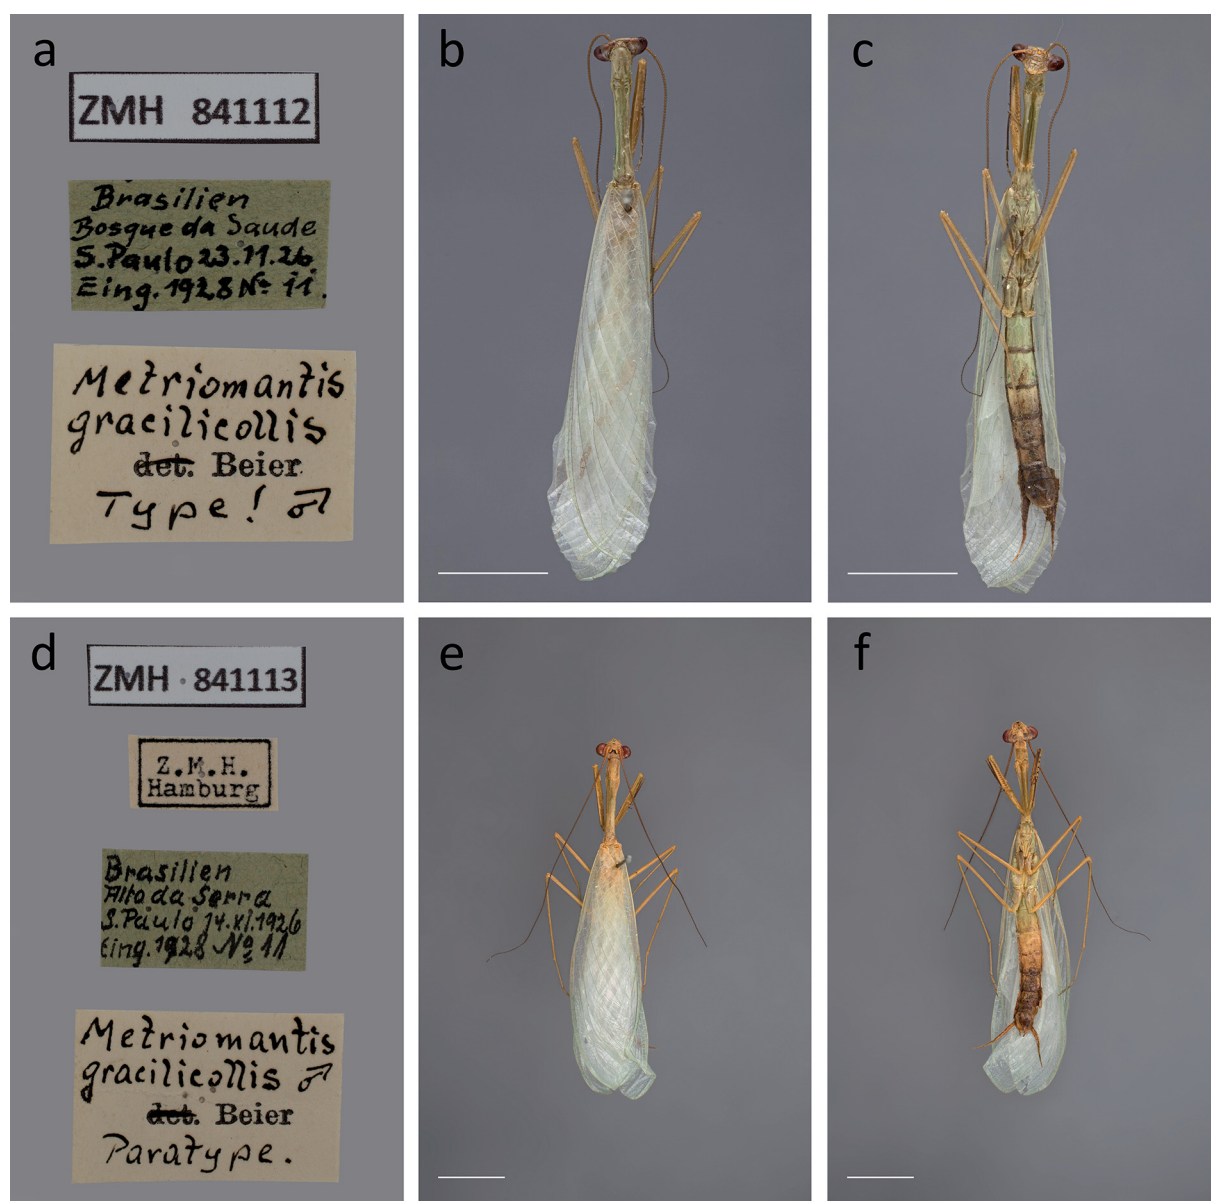 a
ZMH 841112
Brasilien
Bosque da Saude
S. Paulo 23.11.26.
Eing. 1928 No 11.
Metriomantis
gracilicollis
det. Beier
Type! ♂
b
c
d
ZMH 841113
Z.M.H.
Hamburg
Brasilien
Alto da Serra
S. Paulo 14.XI.1926
Eing. 1928 No 11
Metriomantis
gracilicollis ♂
det. Beier
Paratype.
e
f